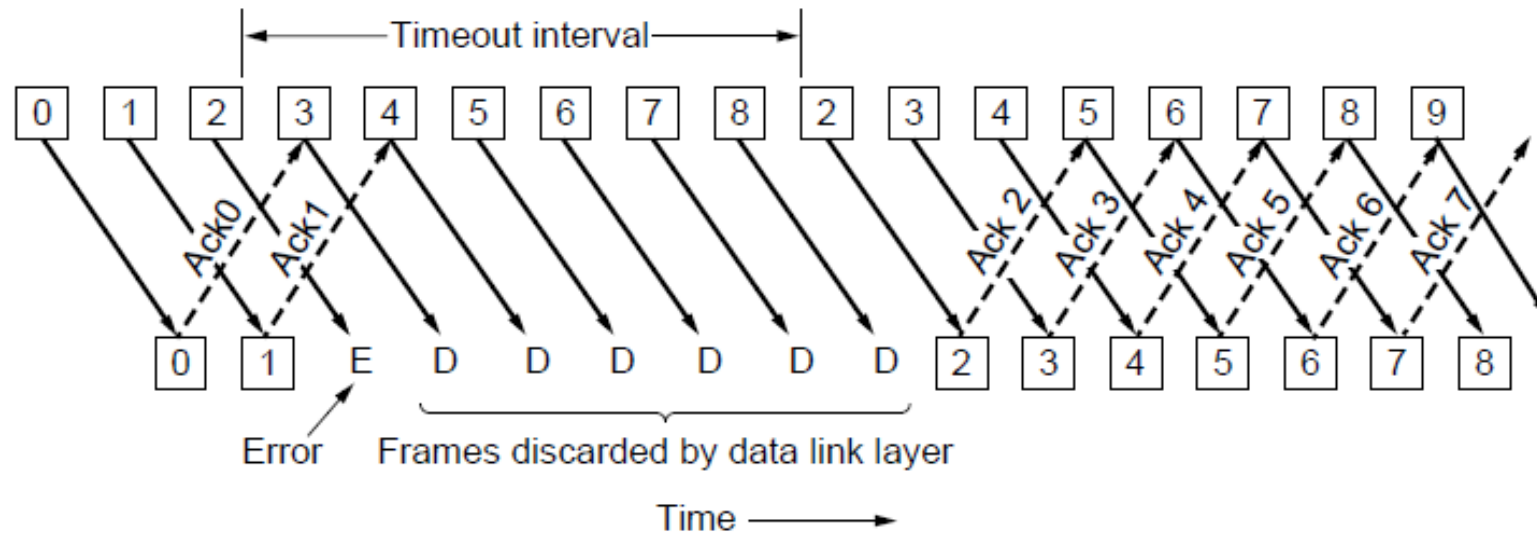 Timeout interval
0 1 2 3 4 5 6 7 8 2 3 4 5 6 7 8 9
Ack0 Ack1 Ack 2 Ack 3 Ack 4 Ack 5 Ack 6 Ack 7
0 1 E D D D D D D 2 3 4 5 6 7 8
Error Frames discarded by data link layer
Time